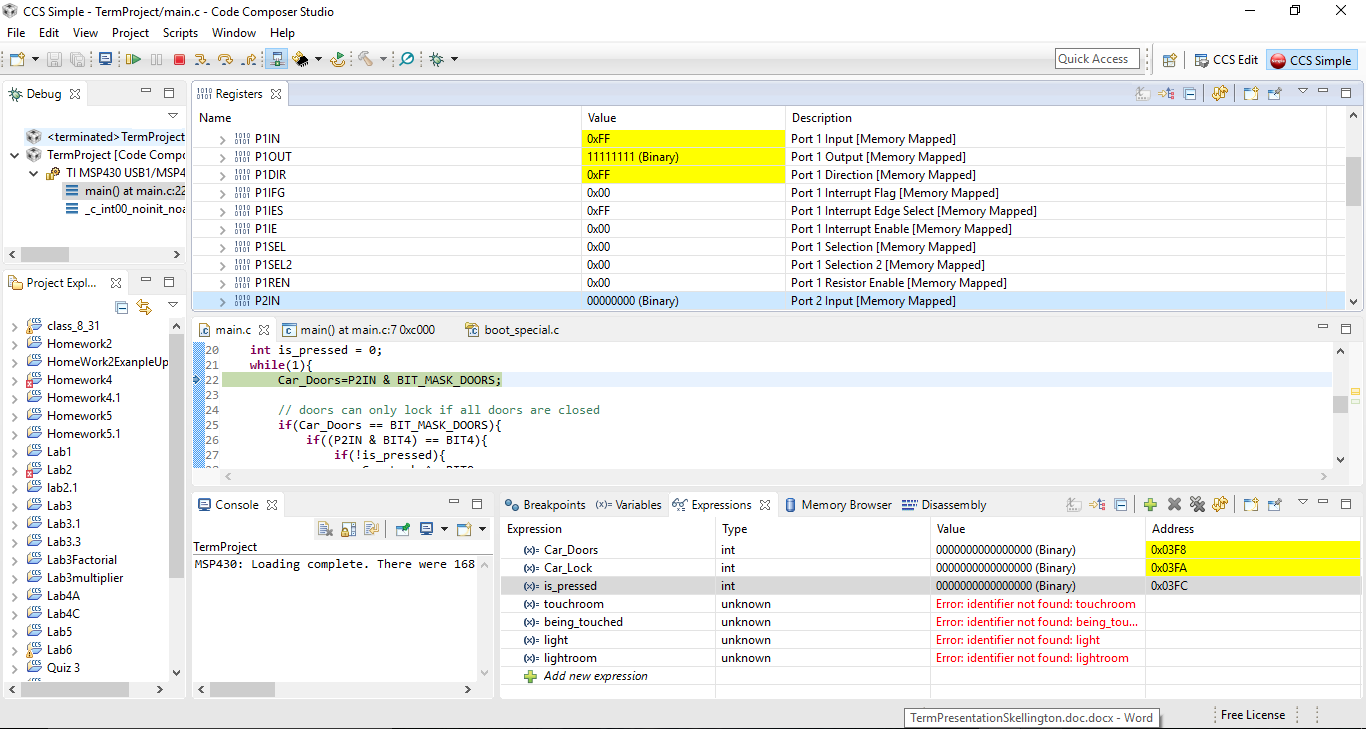 CCS Simple - TermProject/main.c - Code Composer Studio
File Edit View Project Scripts Window Help
Quick Access CCS Edit CCS Simple
Debug
<terminated>TermProject
TermProject [Code Compo
TI MSP430 USB1/MSP4
main() at main.c:22
_c_int00_noinit_noa
Registers
Name Value Description
P1IN 0xFF Port 1 Input [Memory Mapped]
P1OUT 11111111 (Binary) Port 1 Output [Memory Mapped]
P1DIR 0xFF Port 1 Direction [Memory Mapped]
P1IFG 0x00 Port 1 Interrupt Flag [Memory Mapped]
P1IES 0xFF Port 1 Interrupt Edge Select [Memory Mapped]
P1IE 0x00 Port 1 Interrupt Enable [Memory Mapped]
P1SEL 0x00 Port 1 Selection [Memory Mapped]
P1SEL2 0x00 Port 1 Selection 2 [Memory Mapped]
P1REN 0x00 Port 1 Resistor Enable [Memory Mapped]
P2IN 00000000 (Binary) Port 2 Input [Memory Mapped]
Project Expl...
class_8_31
Homework2
HomeWork2ExanpleUp
Homework4
Homework4.1
Homework5
Homework5.1
Lab1
Lab2
lab2.1
Lab3
Lab3.1
Lab3.3
Lab3Factorial
Lab3multiplier
Lab4A
Lab4C
Lab5
Lab6
Quiz 3
main.c main() at main.c:7 0xc000 boot_special.c
20 int is_pressed = 0;
21 while(1){
22 Car_Doors=P2IN & BIT_MASK_DOORS;
23
24 // doors can only lock if all doors are closed
25 if(Car_Doors == BIT_MASK_DOORS){
26 if((P2IN & BIT4) == BIT4){
27 if(!is_pressed){
Console
TermProject
MSP430: Loading complete. There were 168
Breakpoints Variables Expressions Memory Browser Disassembly
Expression Type Value Address
Car_Doors int 0000000000000000 (Binary) 0x03F8
Car_Lock int 0000000000000000 (Binary) 0x03FA
is_pressed int 0000000000000000 (Binary) 0x03FC
touchroom unknown Error: identifier not found: touchroom
being_touched unknown Error: identifier not found: being_tou...
light unknown Error: identifier not found: light
lightroom unknown Error: identifier not found: lightroom
Add new expression
TermPresentationSkellington.doc.docx - Word
Free License